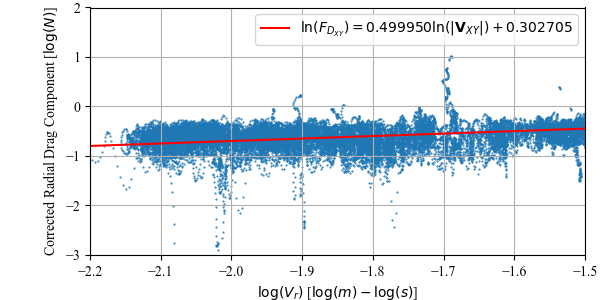 2
1
0
−1
−2
−3
Corrected Radial Drag Component [log(N)]
ln(F_{D_{XY}}) = 0.499950ln(|V_{XY}|) + 0.302705
−2.2 −2.1 −2.0 −1.9 −1.8 −1.7 −1.6 −1.5
log(V_r) [log(m) − log(s)]